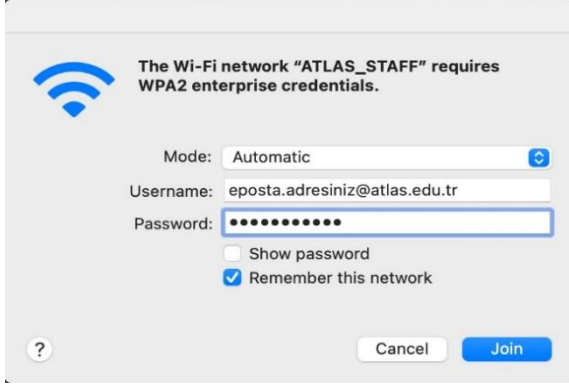 The Wi-Fi network “ATLAS_STAFF” requires
WPA2 enterprise credentials.
Mode: Automatic
Username: eposta.adresiniz@atlas.edu.tr
Password: •••••••••••
Show password
Remember this network
? Cancel Join